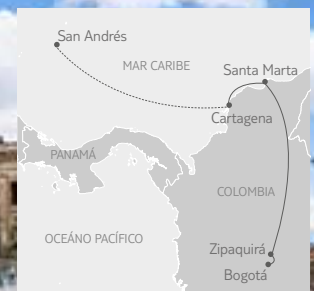 San Andrés
MAR CARIBE
Santa Marta
Cartagena
PANAMÁ
COLOMBIA
OCEÁNO PACÍFICO
Zipaquirá
Bogotá